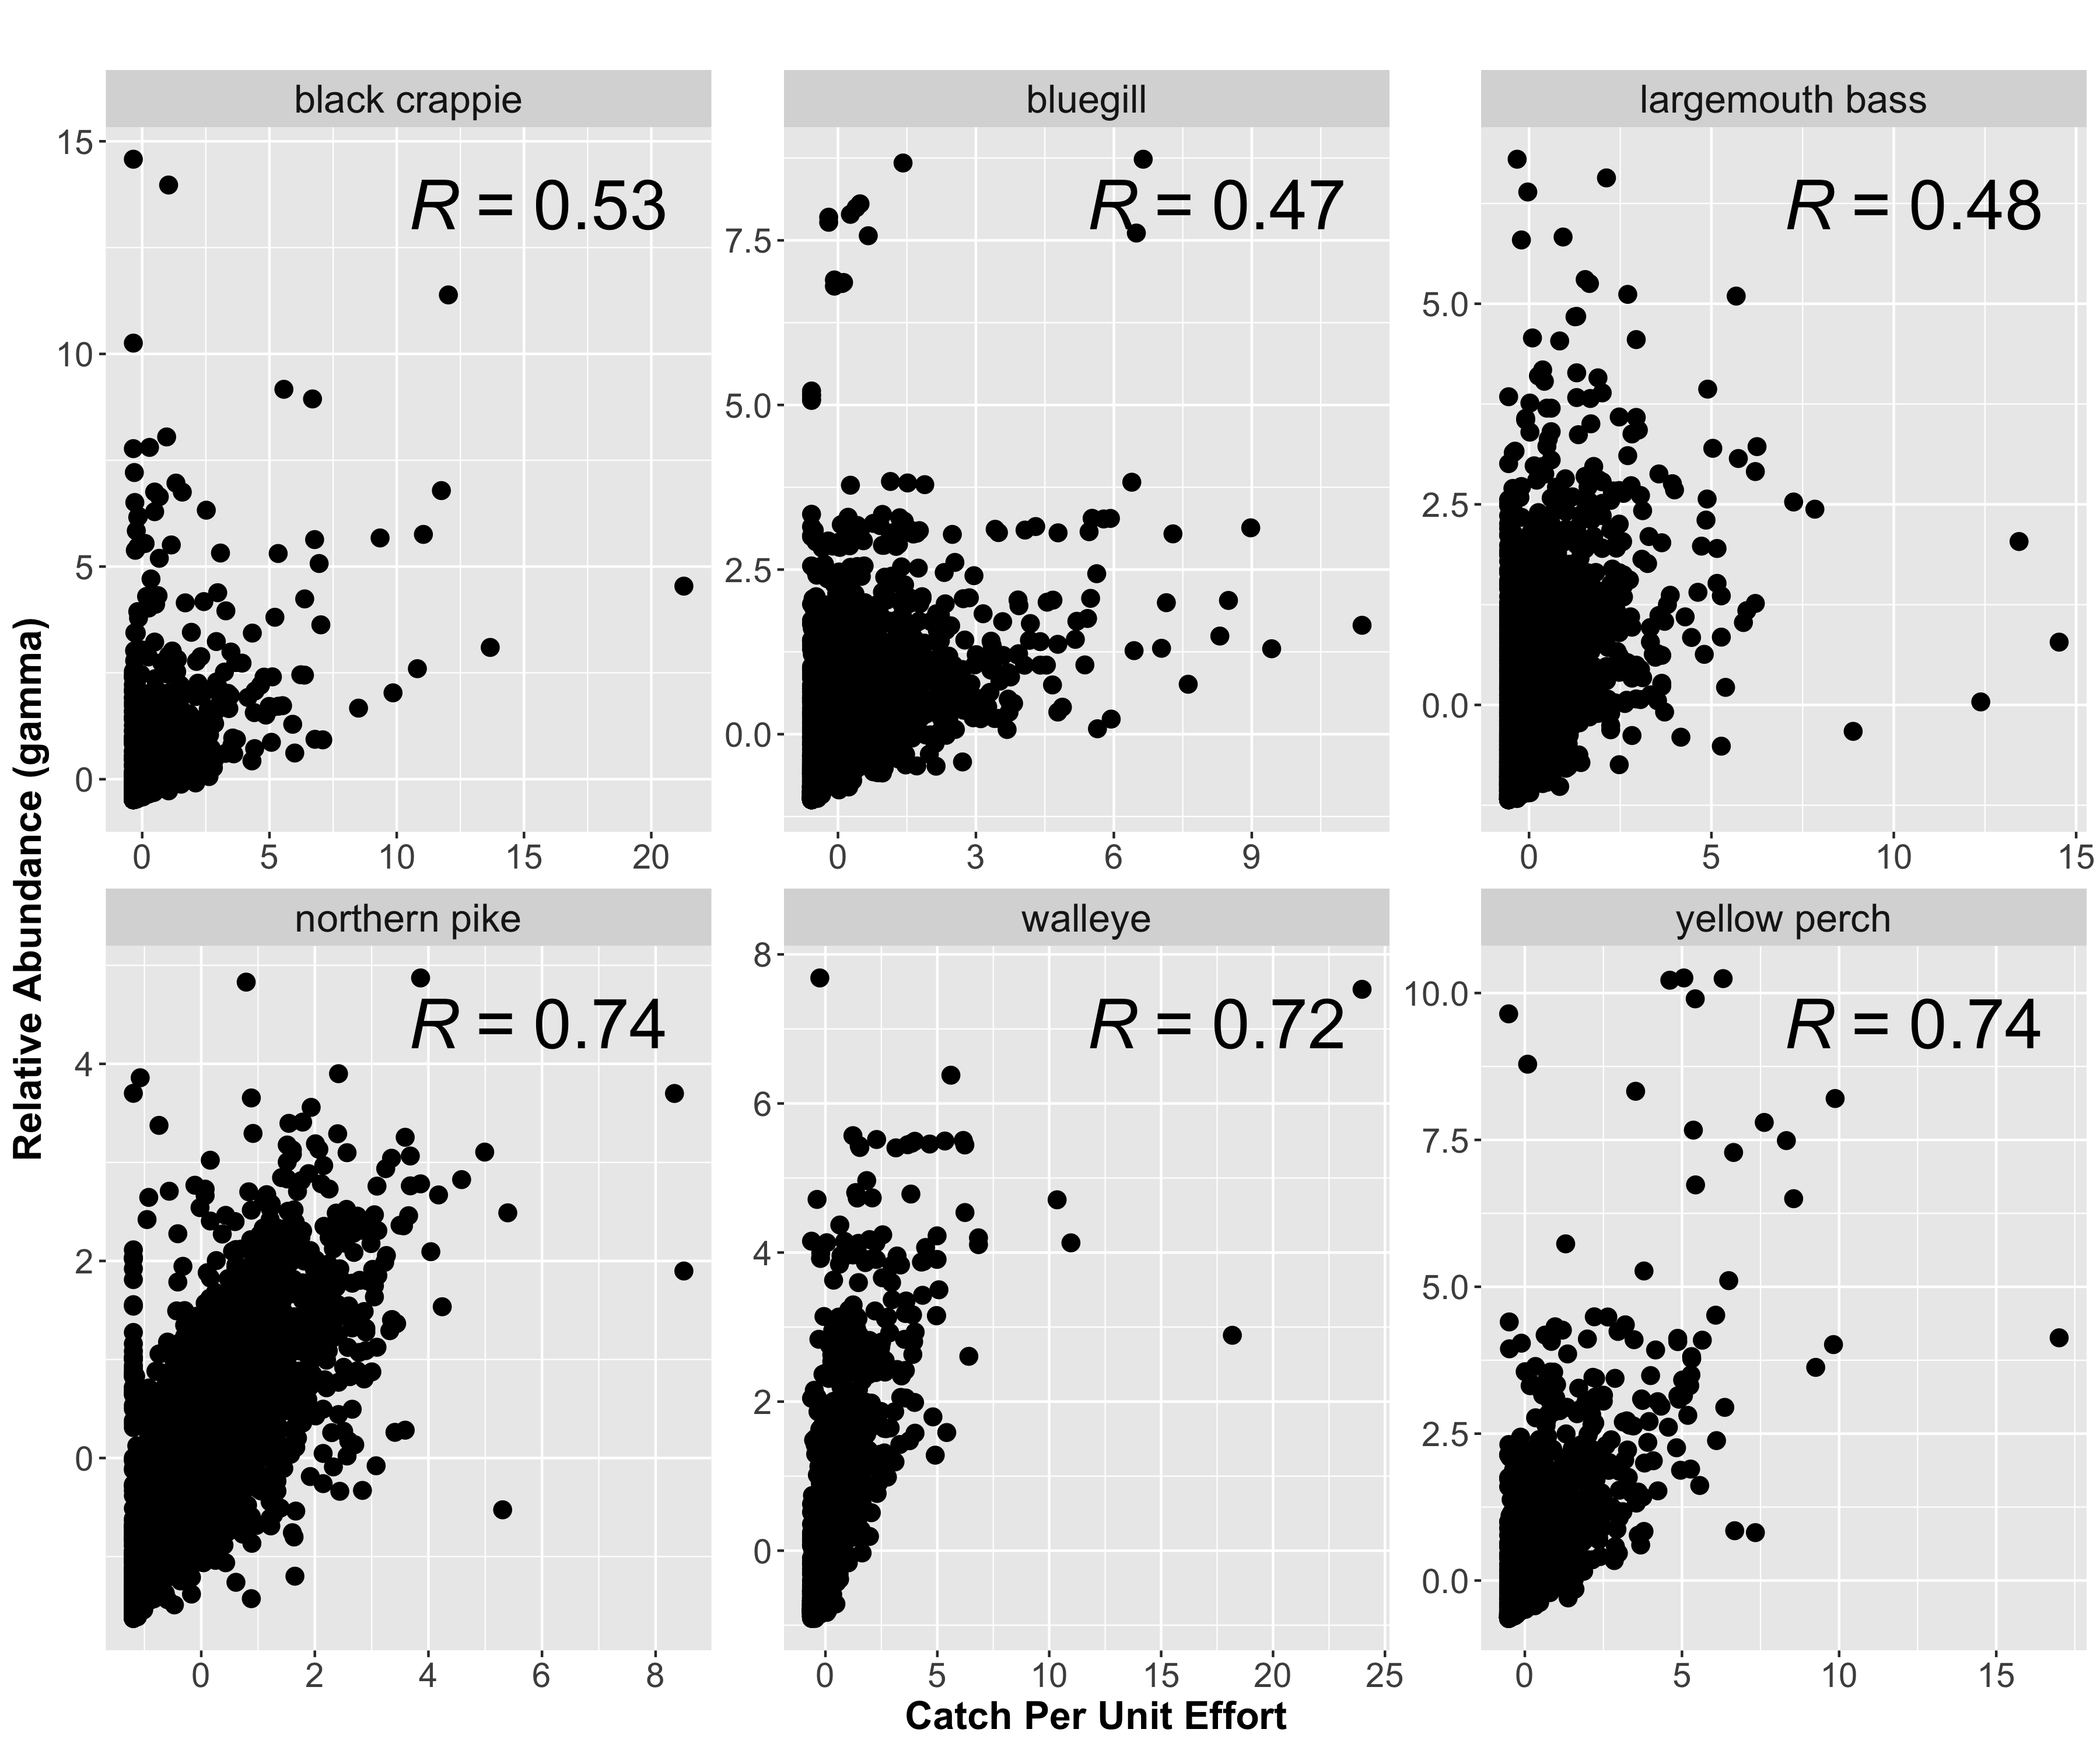 black crappie
bluegill
largemouth bass
15
10
5
0
R = 0.53
7.5
5.0
2.5
0.0
R = 0.47
5.0
2.5
0.0
R = 0.48
0 5 10 15 20
0 3 6 9
0 5 10 15
northern pike
walleye
yellow perch
4
2
0
R = 0.74
8
6
4
2
0
R = 0.72
10.0
7.5
5.0
2.5
0.0
R = 0.74
0 2 4 6 8
0 5 10 15 20 25
0 5 10 15
Relative Abundance (gamma)
Catch Per Unit Effort